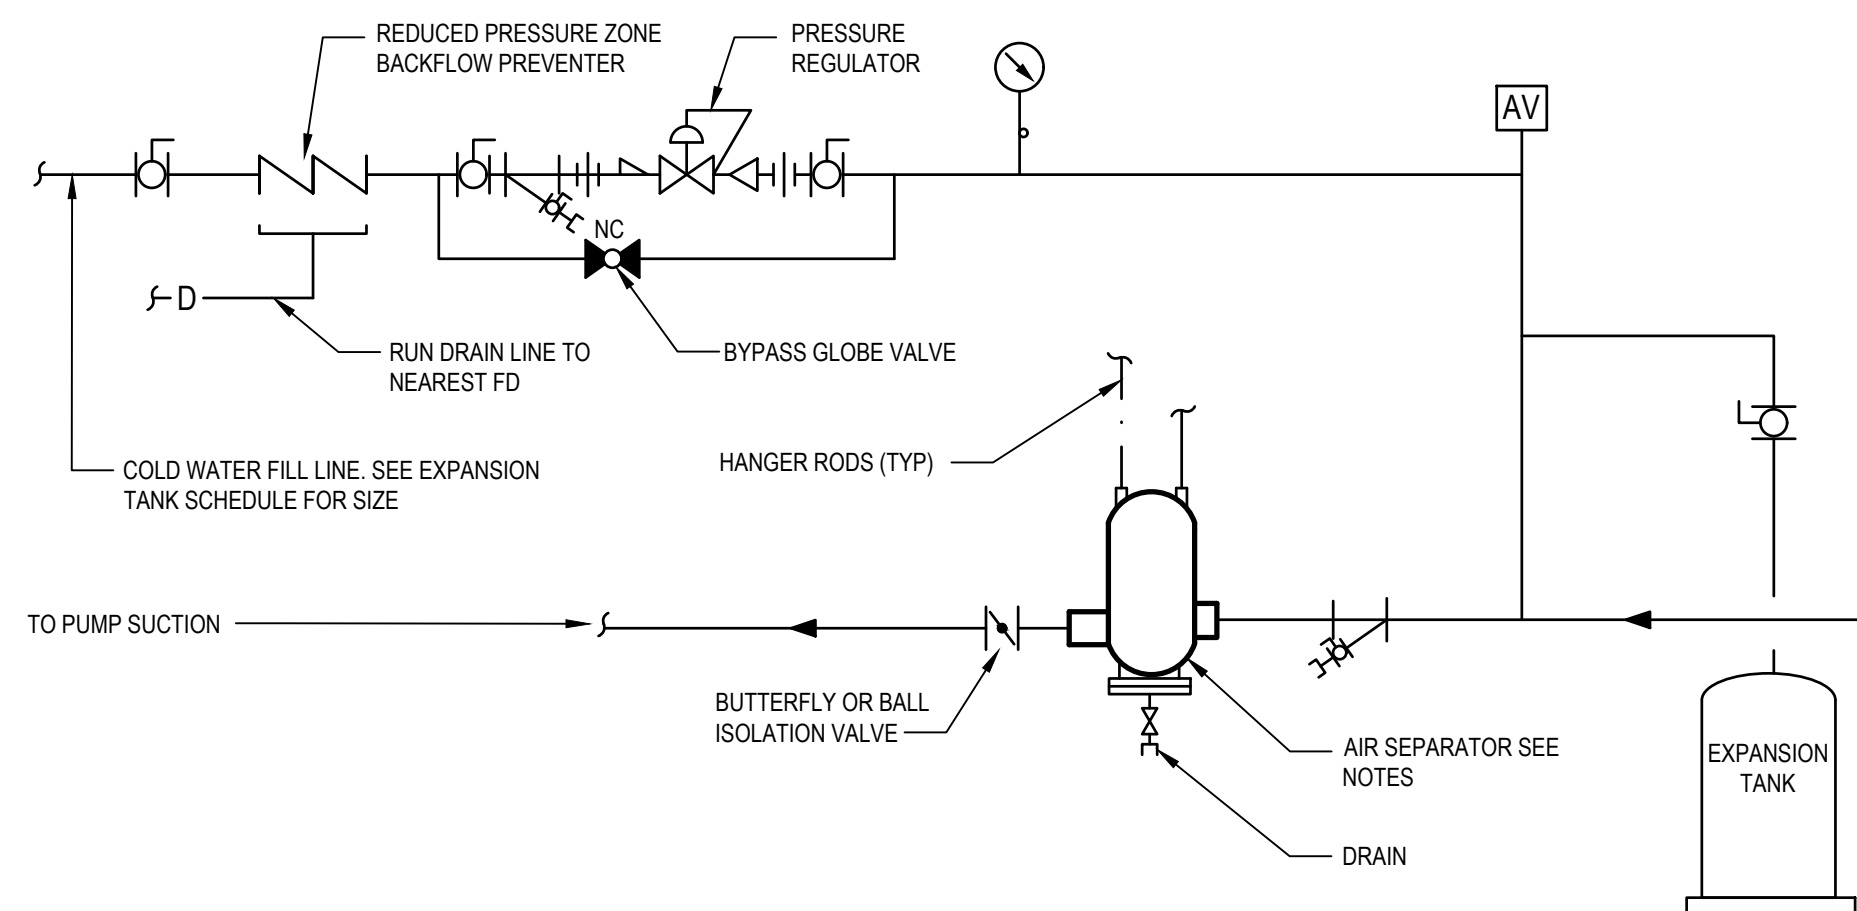 REDUCED PRESSURE ZONE
BACKFLOW PREVENTER
PRESSURE
REGULATOR
AV
NC
D
RUN DRAIN LINE TO
NEAREST FD
BYPASS GLOBE VALVE
COLD WATER FILL LINE. SEE EXPANSION
TANK SCHEDULE FOR SIZE
HANGER RODS (TYP)
TO PUMP SUCTION
BUTTERFLY OR BALL
ISOLATION VALVE
AIR SEPARATOR SEE
NOTES
EXPANSION
TANK
DRAIN